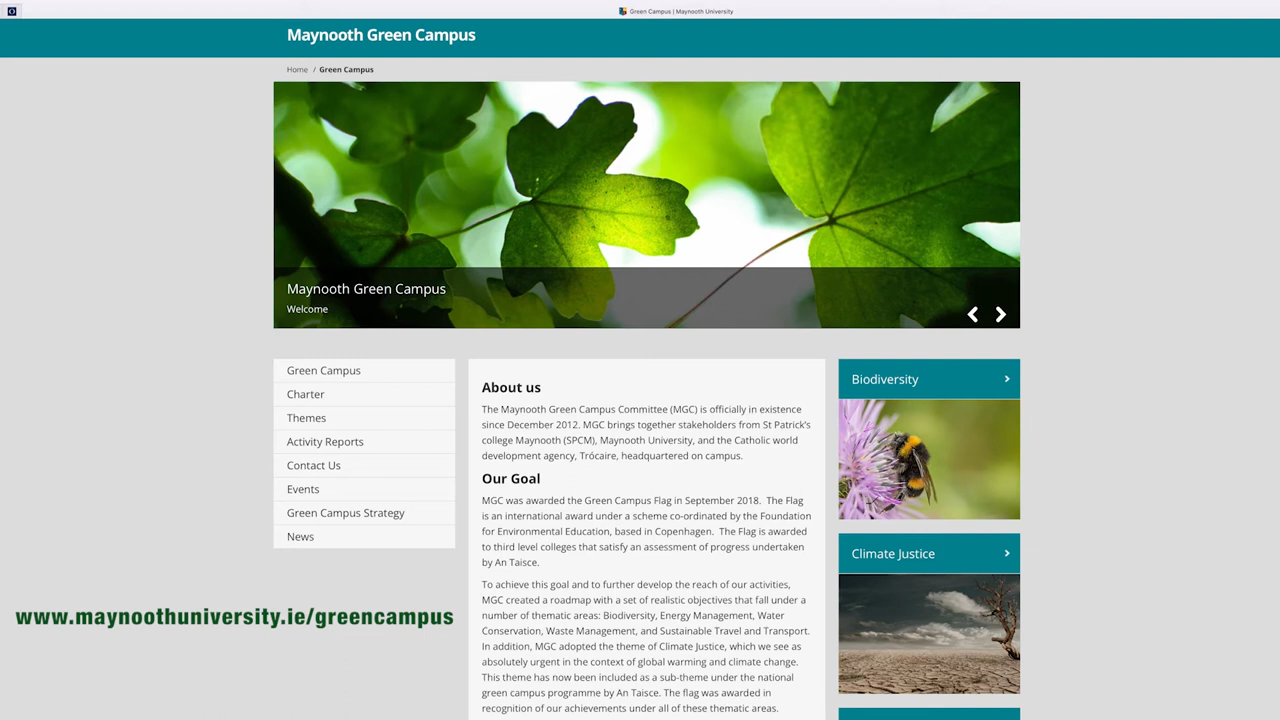 Green Campus | Maynooth University
Maynooth Green Campus
Home / Green Campus
Maynooth Green Campus
Welcome
Green Campus
Charter
Themes
Activity Reports
Contact Us
Events
Green Campus Strategy
News
www.maynoothuniversity.ie/greencampus
About us
The Maynooth Green Campus Committee (MGC) is officially in existence
since December 2012. MGC brings together stakeholders from St Patrick's
college Maynooth (SPCM), Maynooth University, and the Catholic world
development agency, Trócaire, headquartered on campus.
Our Goal
MGC was awarded the Green Campus Flag in September 2018. The Flag
is an international award under a scheme co-ordinated by the Foundation
for Environmental Education, based in Copenhagen. The Flag is awarded
to third level colleges that satisfy an assessment of progress undertaken
by An Taisce.
To achieve this goal and to further develop the reach of our activities,
MGC created a roadmap with a set of realistic objectives that fall under a
number of thematic areas: Biodiversity, Energy Management, Water
Conservation, Waste Management, and Sustainable Travel and Transport.
In addition, MGC adopted the theme of Climate Justice, which we see as
absolutely urgent in the context of global warming and climate change.
This theme has now been included as a sub-theme under the national
green campus programme by An Taisce. The flag was awarded in
recognition of our achievements under all of these thematic areas.
Biodiversity
Climate Justice